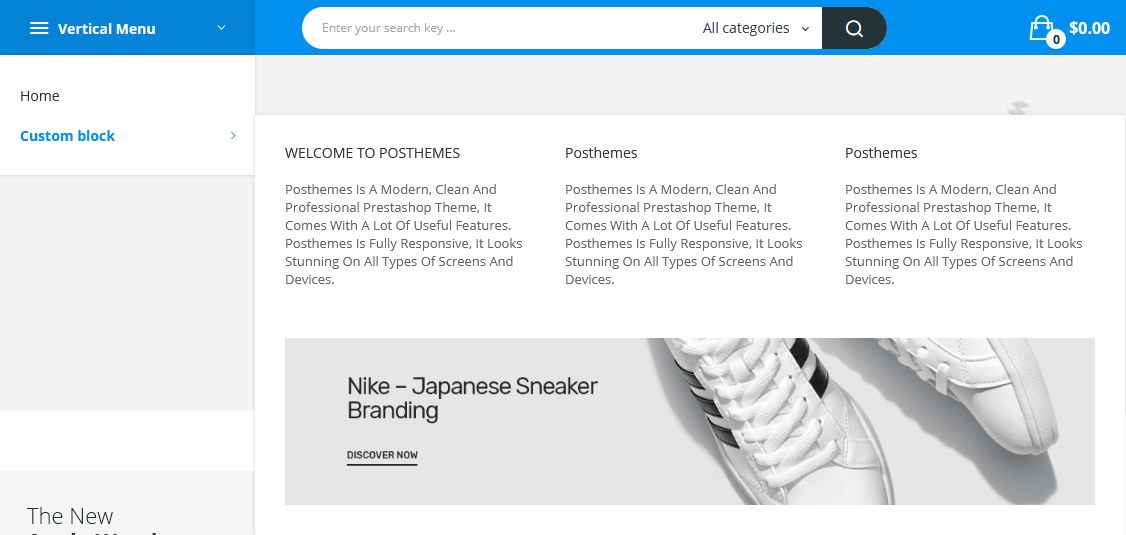 Vertical Menu
Enter your search key ...
All categories
0
$0.00
Home
Custom block
WELCOME TO POSTHEMES
Posthemes Is A Modern, Clean And
Professional Prestashop Theme, It
Comes With A Lot Of Useful Features.
Posthemes Is Fully Responsive, It Looks
Stunning On All Types Of Screens And
Devices.
Posthemes
Posthemes Is A Modern, Clean And
Professional Prestashop Theme, It
Comes With A Lot Of Useful Features.
Posthemes Is Fully Responsive, It Looks
Stunning On All Types Of Screens And
Devices.
Posthemes
Posthemes Is A Modern, Clean And
Professional Prestashop Theme, It
Comes With A Lot Of Useful Features.
Posthemes Is Fully Responsive, It Looks
Stunning On All Types Of Screens And
Devices.
Nike – Japanese Sneaker
Branding
DISCOVER NOW
The New